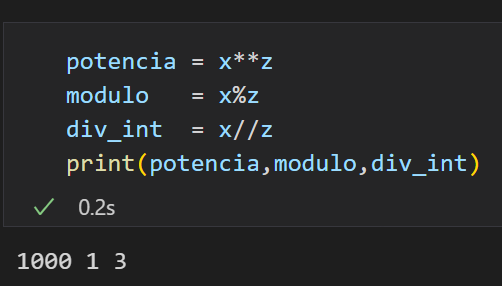 potencia = x**z
modulo   = x%z
div_int  = x//z
print(potencia,modulo,div_int)
0.2s
1000 1 3